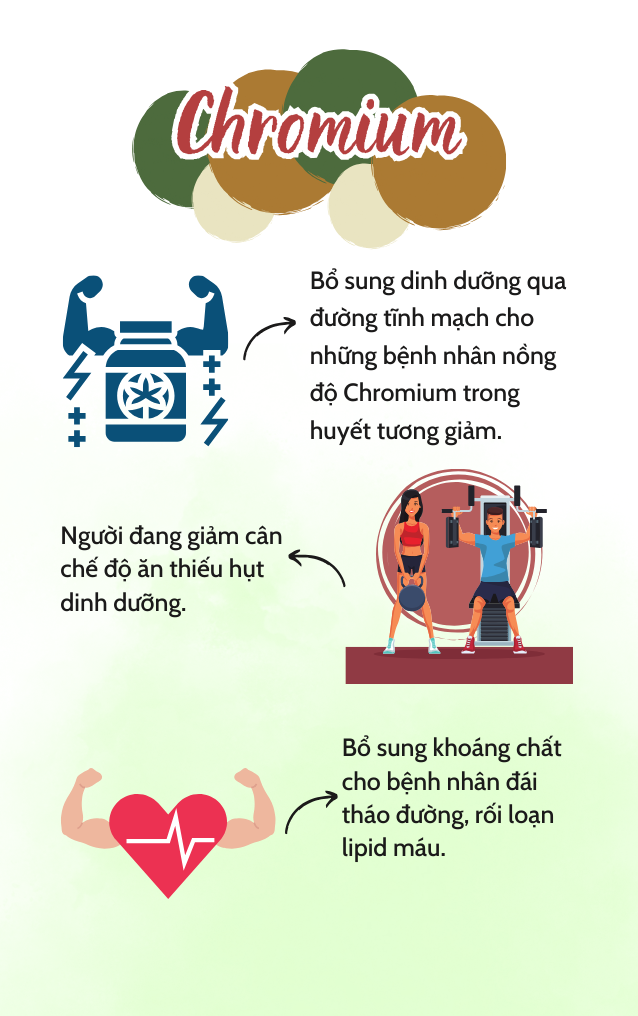 Chromium
Bổ sung dinh dưỡng qua
đường tĩnh mạch cho
những bệnh nhân nồng
độ Chromium trong
huyết tương giảm.
Người đang giảm cân
chế độ ăn thiếu hụt
dinh dưỡng.
Bổ sung khoáng chất
cho bệnh nhân đái
tháo đường, rối loạn
lipid máu.